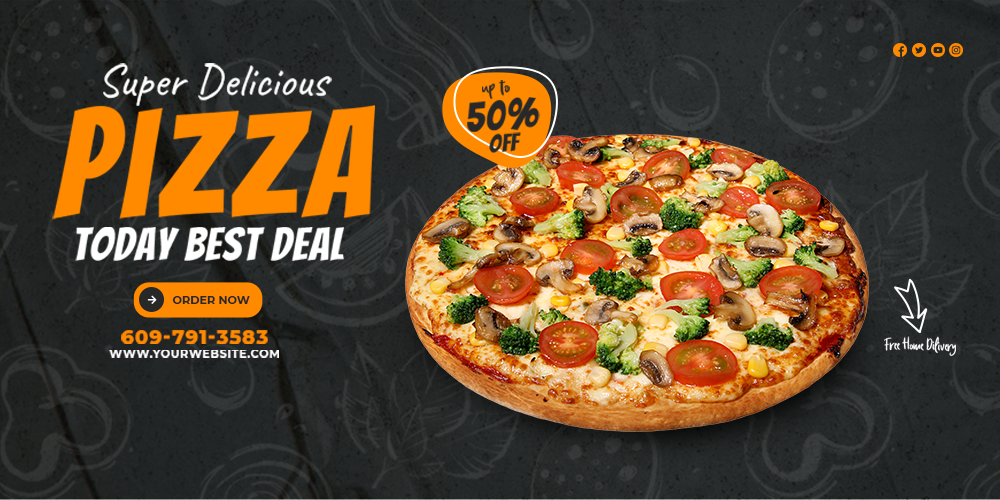 Super Delicious
PIZZA
TODAY BEST DEAL
ORDER NOW
609-791-3583
WWW.YOURWEBSITE.COM
up to
50%
OFF
Free Home Dilivery